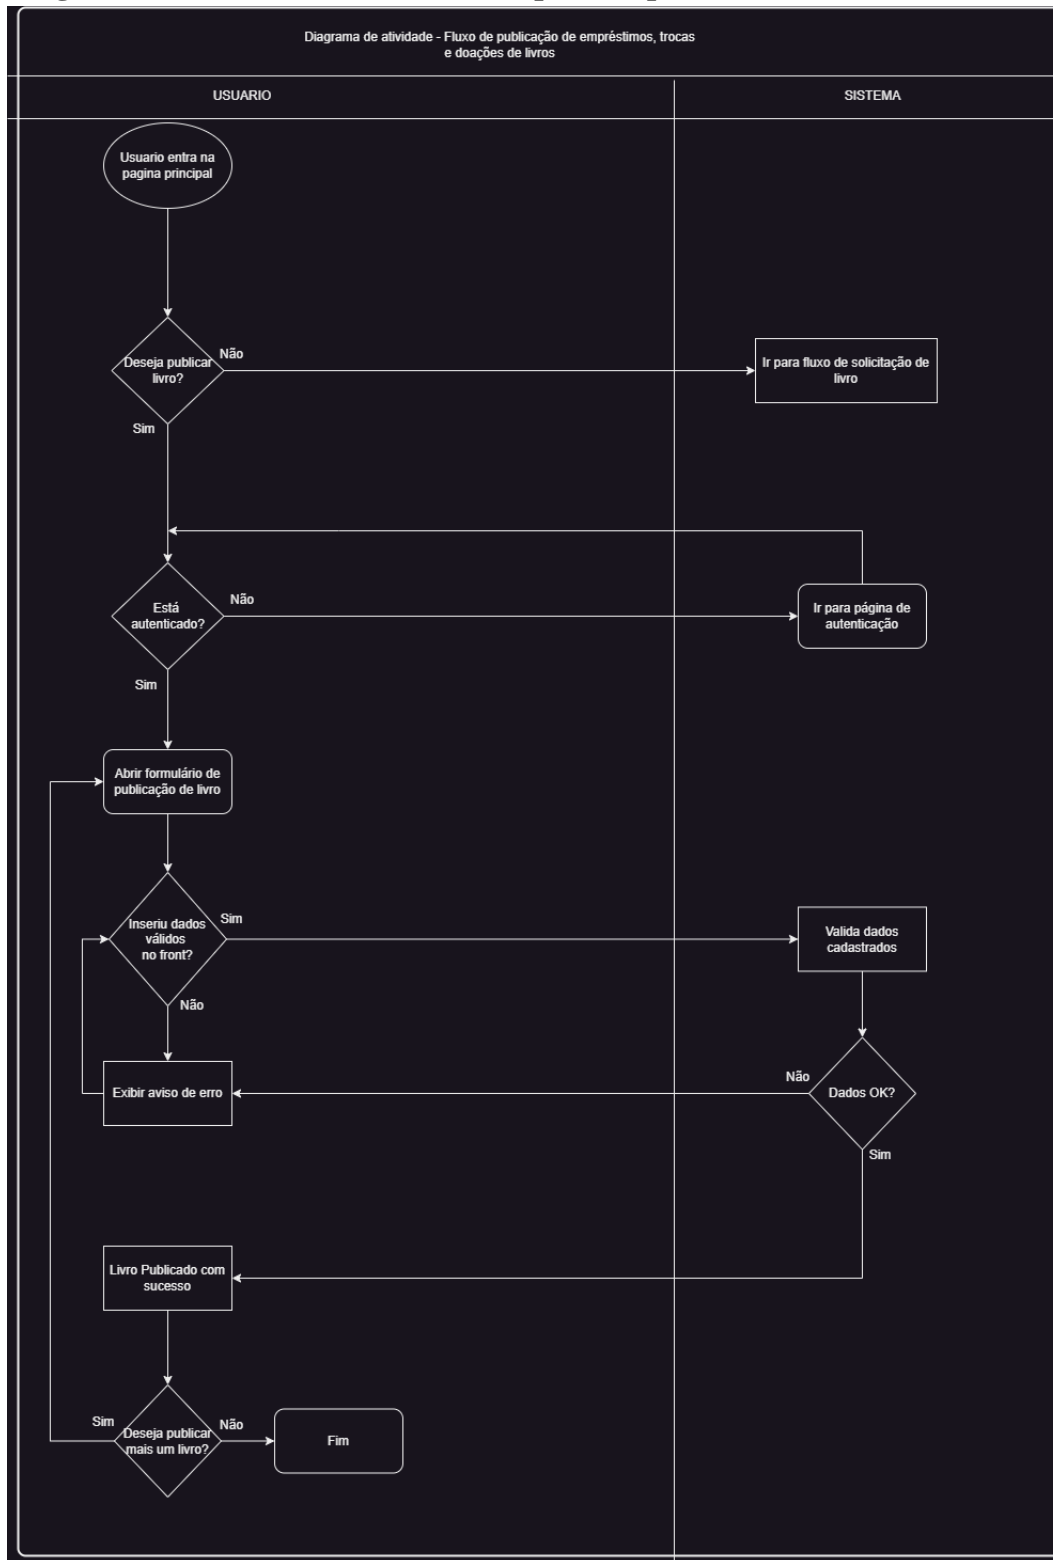 Diagrama de atividade - Fluxo de publicação de empréstimos, trocas
e doações de livros
USUARIO
SISTEMA
Usuario entra na
pagina principal
Deseja publicar
livro?
Não
Ir para fluxo de solicitação de
livro
Sim
Está
autenticado?
Não
Ir para página de
autenticação
Sim
Abrir formulário de
publicação de livro
Inseriu dados
válidos
no front?
Sim
Valida dados
cadastrados
Não
Exibir aviso de erro
Não
Dados OK?
Sim
Livro Publicado com
sucesso
Sim
Deseja publicar
mais um livro?
Não
Fim